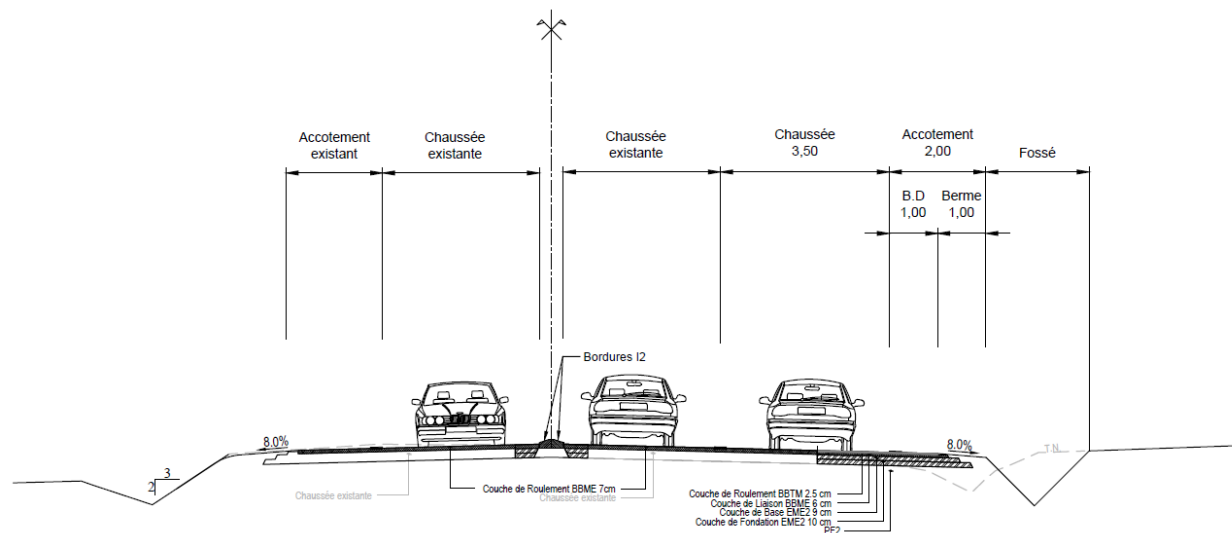 Accotement
existant
Chaussée
existante
Chaussée
existante
Chaussée
3,50
Accotement
2,00
Fossé
B.D
1,00
Berme
1,00
Bordures I2
8.0%
8.0%
T.N.
3
2
Chaussée existante
Couche de Roulement BBME 7cm
Chaussée existante
Couche de Roulement BBTM 2.5 cm
Couche de Liaison BBME 6 cm
Couche de Base EME2 9 cm
Couche de Fondation EME2 10 cm
PF2